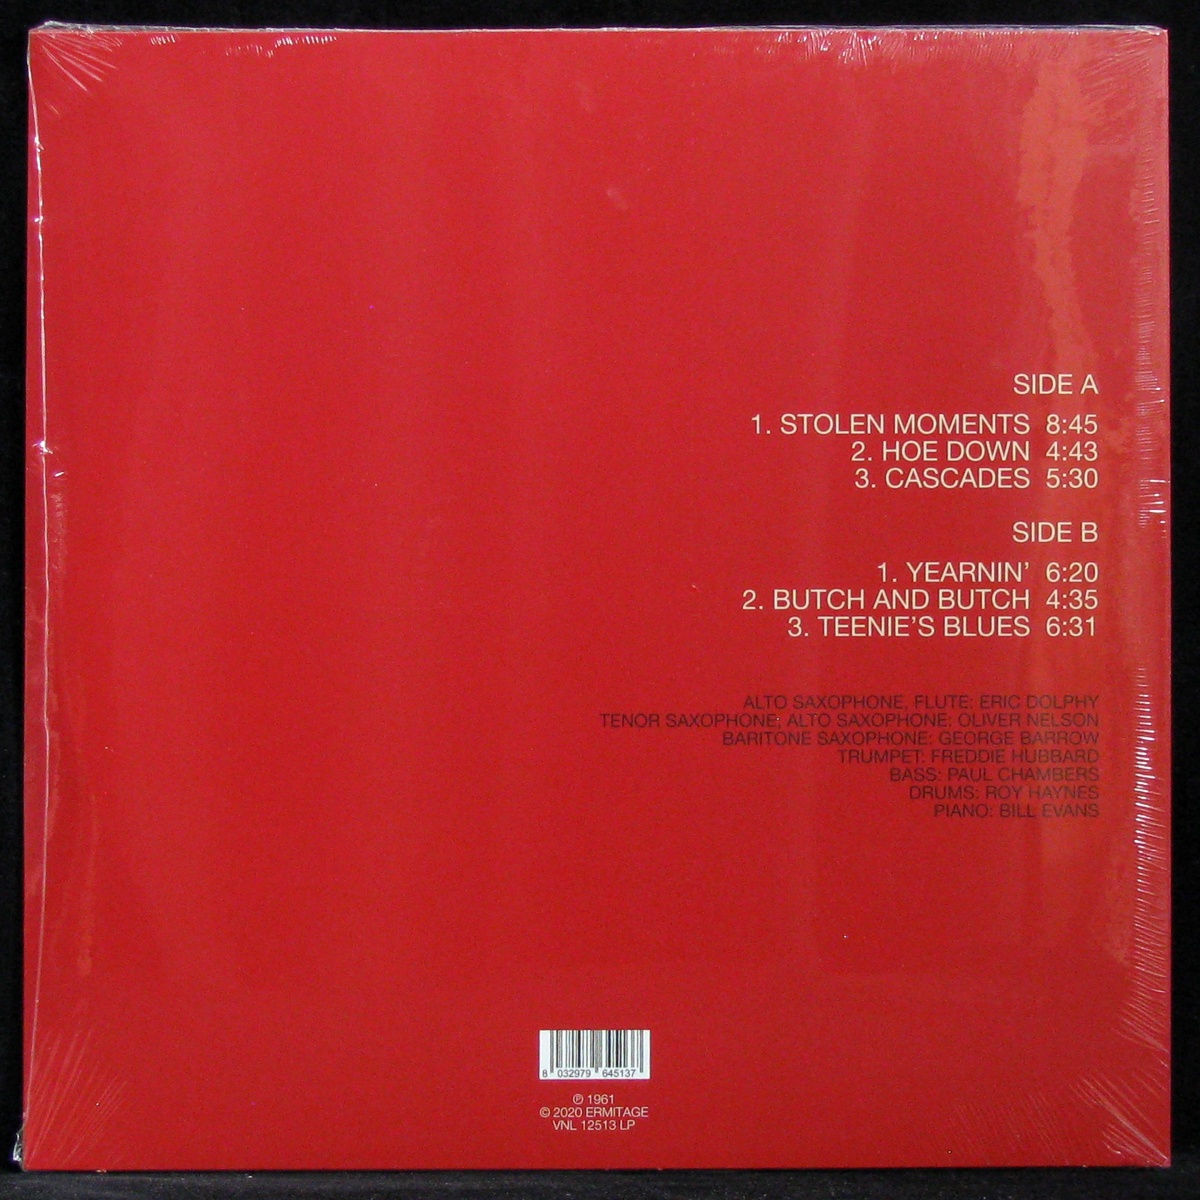 SIDE A
1. STOLEN MOMENTS 8:45
2. HOE DOWN 4:43
3. CASCADES 5:30
SIDE B
1. YEARNIN’ 6:20
2. BUTCH AND BUTCH 4:35
3. TEENIE’S BLUES 6:31
ALTO SAXOPHONE, FLUTE: ERIC DOLPHY
TENOR SAXOPHONE; ALTO SAXOPHONE: OLIVER NELSON
BARITONE SAXOPHONE: GEORGE BARROW
TRUMPET: FREDDIE HUBBARD
BASS: PAUL CHAMBERS
DRUMS: ROY HAYNES
PIANO: BILL EVANS
8 032979 645137
℗ 1961
© 2020 ERMITAGE
VNL 12513 LP